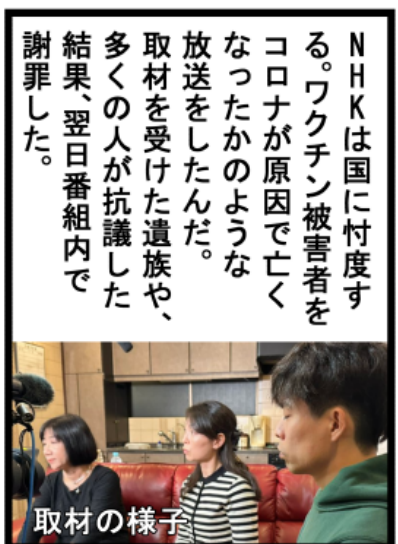 NHKは国に忖度す
る。ワクチン被害者を
コロナが原因で亡く
なったかのような
放送をしたんだ。
取材を受けた遺族や、
多くの人が抗議した
結果、翌日番組内で
謝罪した。
取材の様子